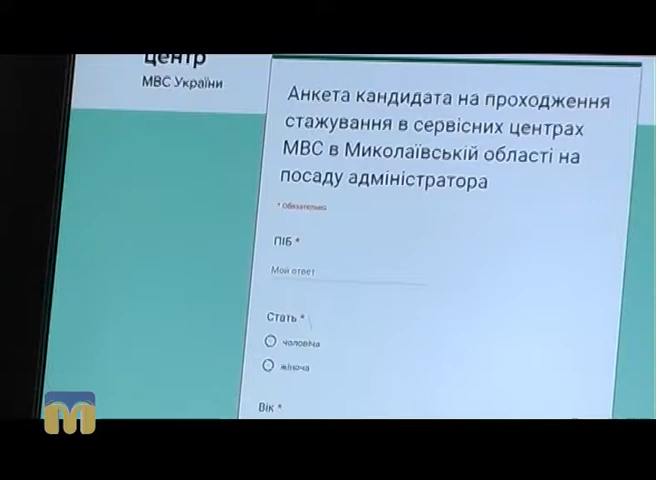 центр
МВС України
Анкета кандидата на проходження
стажування в сервісних центрах
МВС в Миколаївській області на
посаду адміністратора
* Обязательно
ПІБ *
Мой ответ
Стать *
чоловіча
жіноча
Вік *